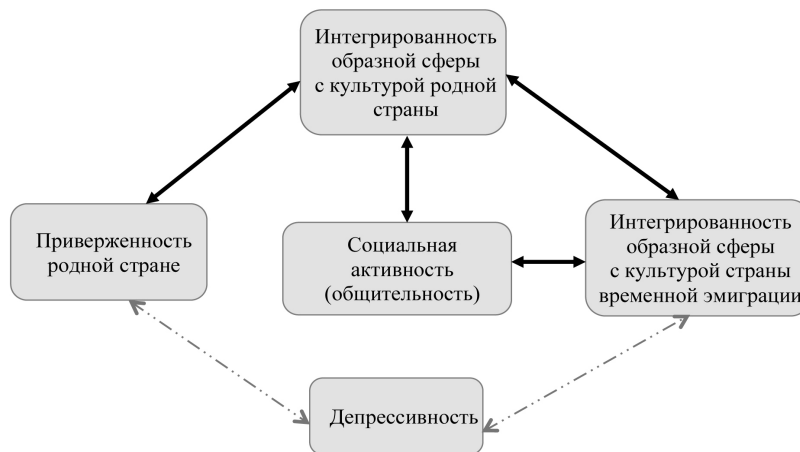 Интегрированность
образной сферы
с культурой родной
страны
Приверженность
родной стране
Социальная
активность
(общительность)
Интегрированность
образной сферы
с культурой страны
временной эмиграции
Депрессивность